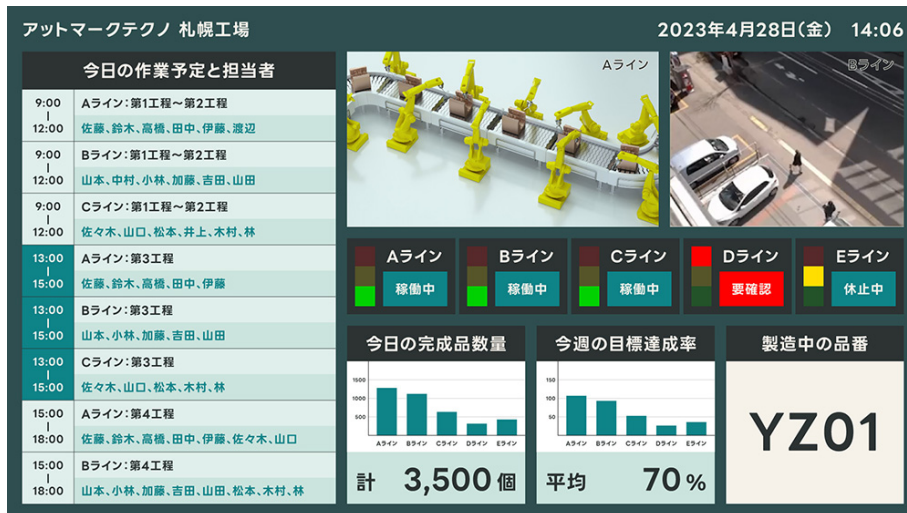 アットマークテクノ 札幌工場
2023年4月28日(金) 14:06
今日の作業予定と担当者
9:00
|
12:00
Aライン:第1工程〜第2工程
佐藤、鈴木、高橋、田中、伊藤、渡辺
9:00
|
12:00
Bライン:第1工程〜第2工程
山本、中村、小林、加藤、吉田、山田
9:00
|
12:00
Cライン:第1工程〜第2工程
佐々木、山口、松本、井上、木村、林
13:00
|
15:00
Aライン:第3工程
佐藤、鈴木、高橋、田中、伊藤
13:00
|
15:00
Bライン:第3工程
山本、小林、加藤、吉田、山田
13:00
|
15:00
Cライン:第3工程
佐々木、山口、松本、木村、林
15:00
|
18:00
Aライン:第4工程
佐藤、鈴木、高橋、田中、伊藤、佐々木、山口
15:00
|
18:00
Bライン:第4工程
山本、小林、加藤、吉田、山田、松本、木村、林
Aライン
Bライン
Aライン
稼働中
Bライン
稼働中
Cライン
稼働中
Dライン
要確認
Eライン
休止中
今日の完成品数量
1500
1000
500
Aライン Bライン Cライン Dライン Eライン
計 3,500個
今週の目標達成率
150
100
50
Aライン Bライン Cライン Dライン Eライン
平均 70%
製造中の品番
YZ01